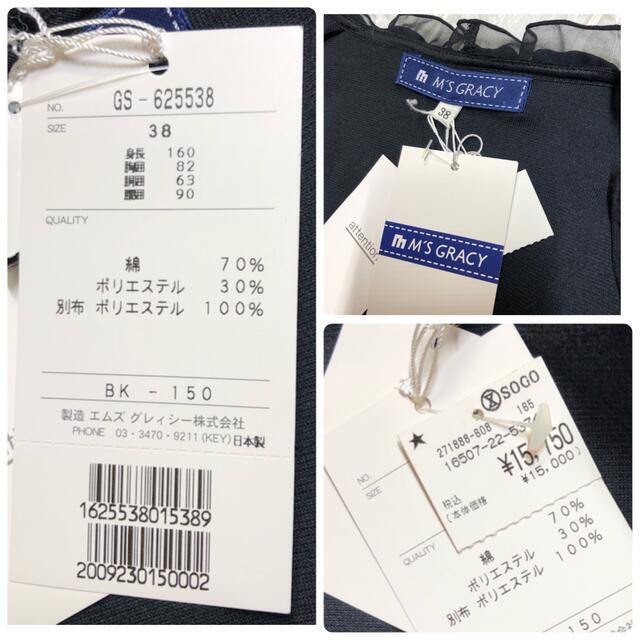 NO. GS-625538
SIZE 38
身長 160
胸囲 82
胴囲 63
腰囲 90
QUALITY
綿 70%
ポリエステル 30%
別布 ポリエステル 100%
BK - 150
製造 エムズ グレィシー株式会社
PHONE 03・3470・9211(KEY) 日本製
1625538015389
2009230150002
M'S GRACY
38
attention
M'S GRACY
SOGO
185
271888-608
¥15,750
¥15,000)
税込
(本体価格
NO.
SIZE
QUALITY
綿 70%
ポリエステル 30%
別布 ポリエステル 100%
150